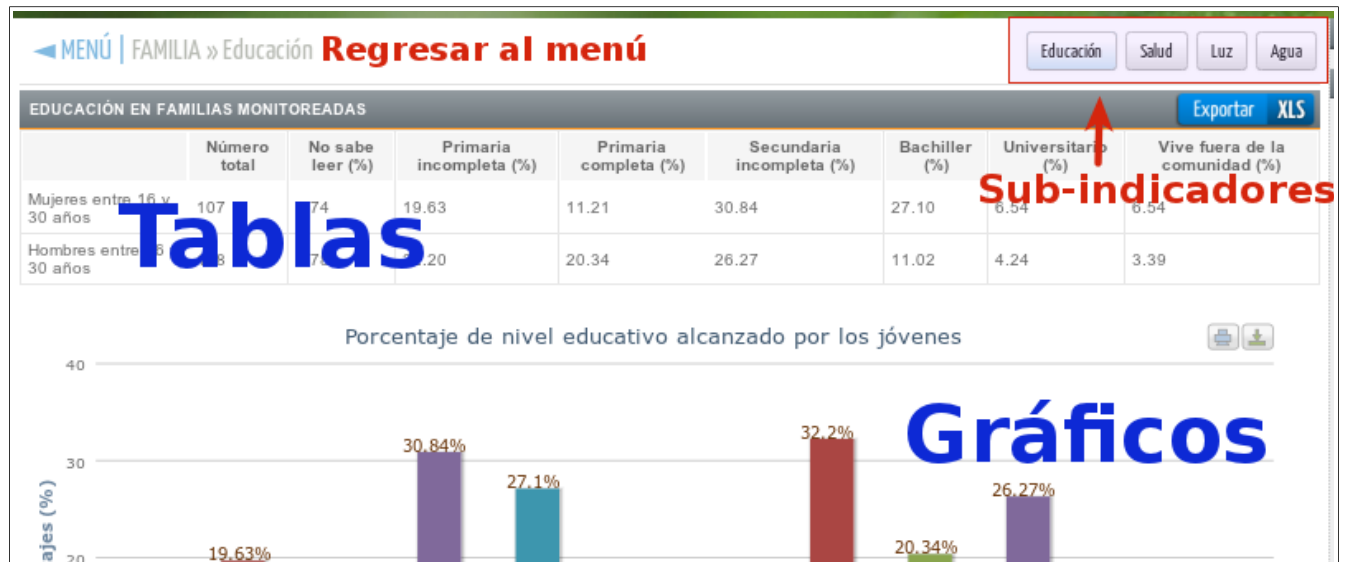 ◄ MENÚ | FAMILIA » Educación Regresar al menú Educación Salud Luz Agua
EDUCACIÓN EN FAMILIAS MONITOREADAS Exportar XLS
Número total No sabe leer (%) Primaria incompleta (%) Primaria completa (%) Secundaria incompleta (%) Bachiller (%) Universitario (%) Vive fuera de la comunidad (%)
Sub-indicadores
Mujeres entre 16 y 30 años 107 74 19.63 11.21 30.84 27.10 6.54 6.54
Tablas
Hombres entre 30 años .20 20.34 26.27 11.02 4.24 3.39
Porcentaje de nivel educativo alcanzado por los jóvenes
40
Gráficos
32.2%
30.84%
30
27.1%
26.27%
ajes (%)
20.34%
19.63%
20